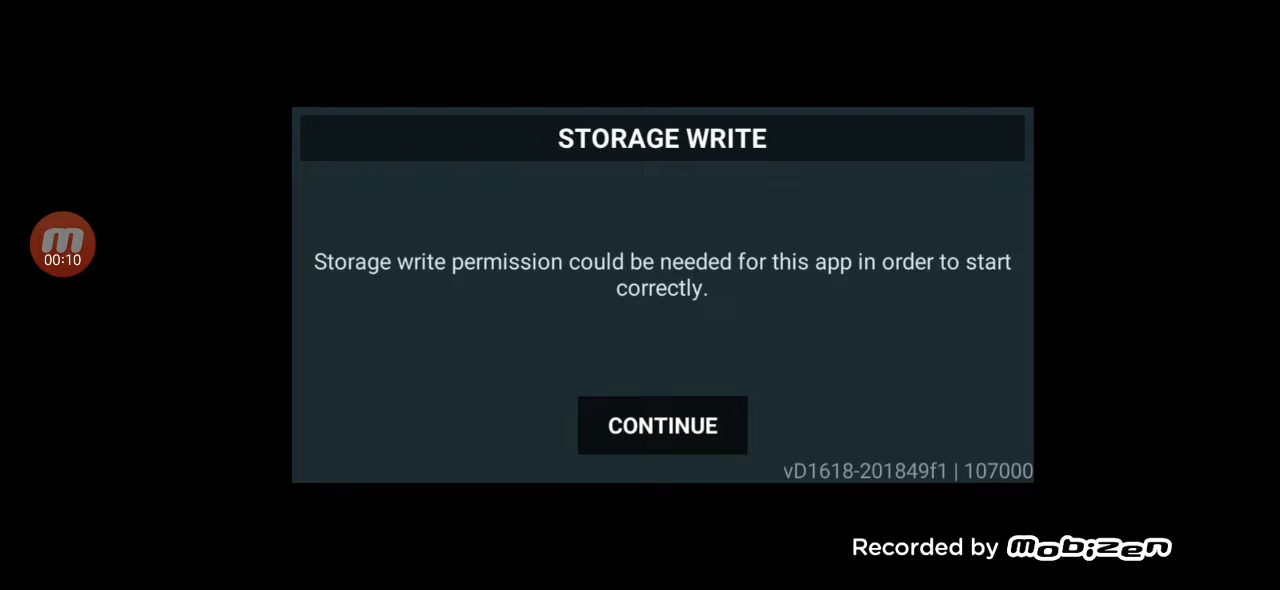 STORAGE WRITE
Storage write permission could be needed for this app in order to start
correctly.
00:10
CONTINUE
vD1618-201849f1 | 107000
Recorded by mobizen